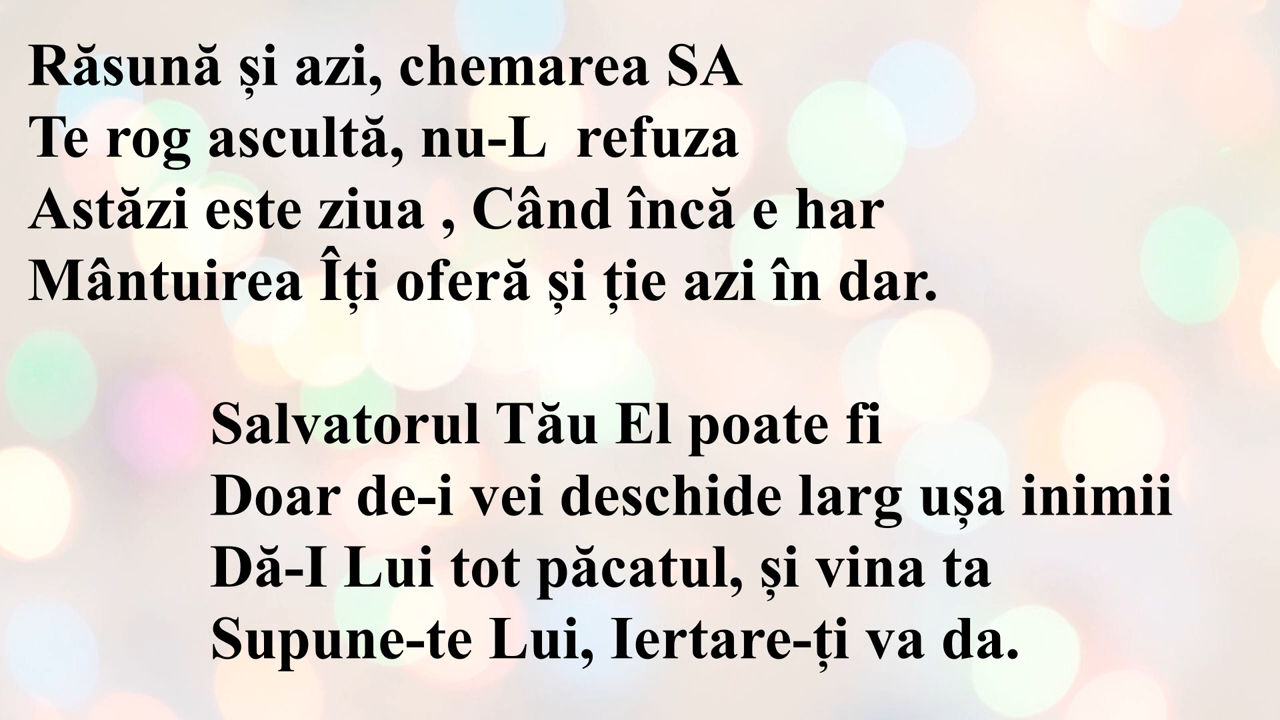 Răsună și azi, chemarea SA
Te rog ascultă, nu-L  refuza
Astăzi este ziua , Când încă e har
Mântuirea Îți oferă și ție azi în dar.
Salvatorul Tău El poate fi
Doar de-i vei deschide larg ușa inimii
Dă-I Lui tot păcatul, și vina ta
Supune-te Lui, Iertare-ți va da.